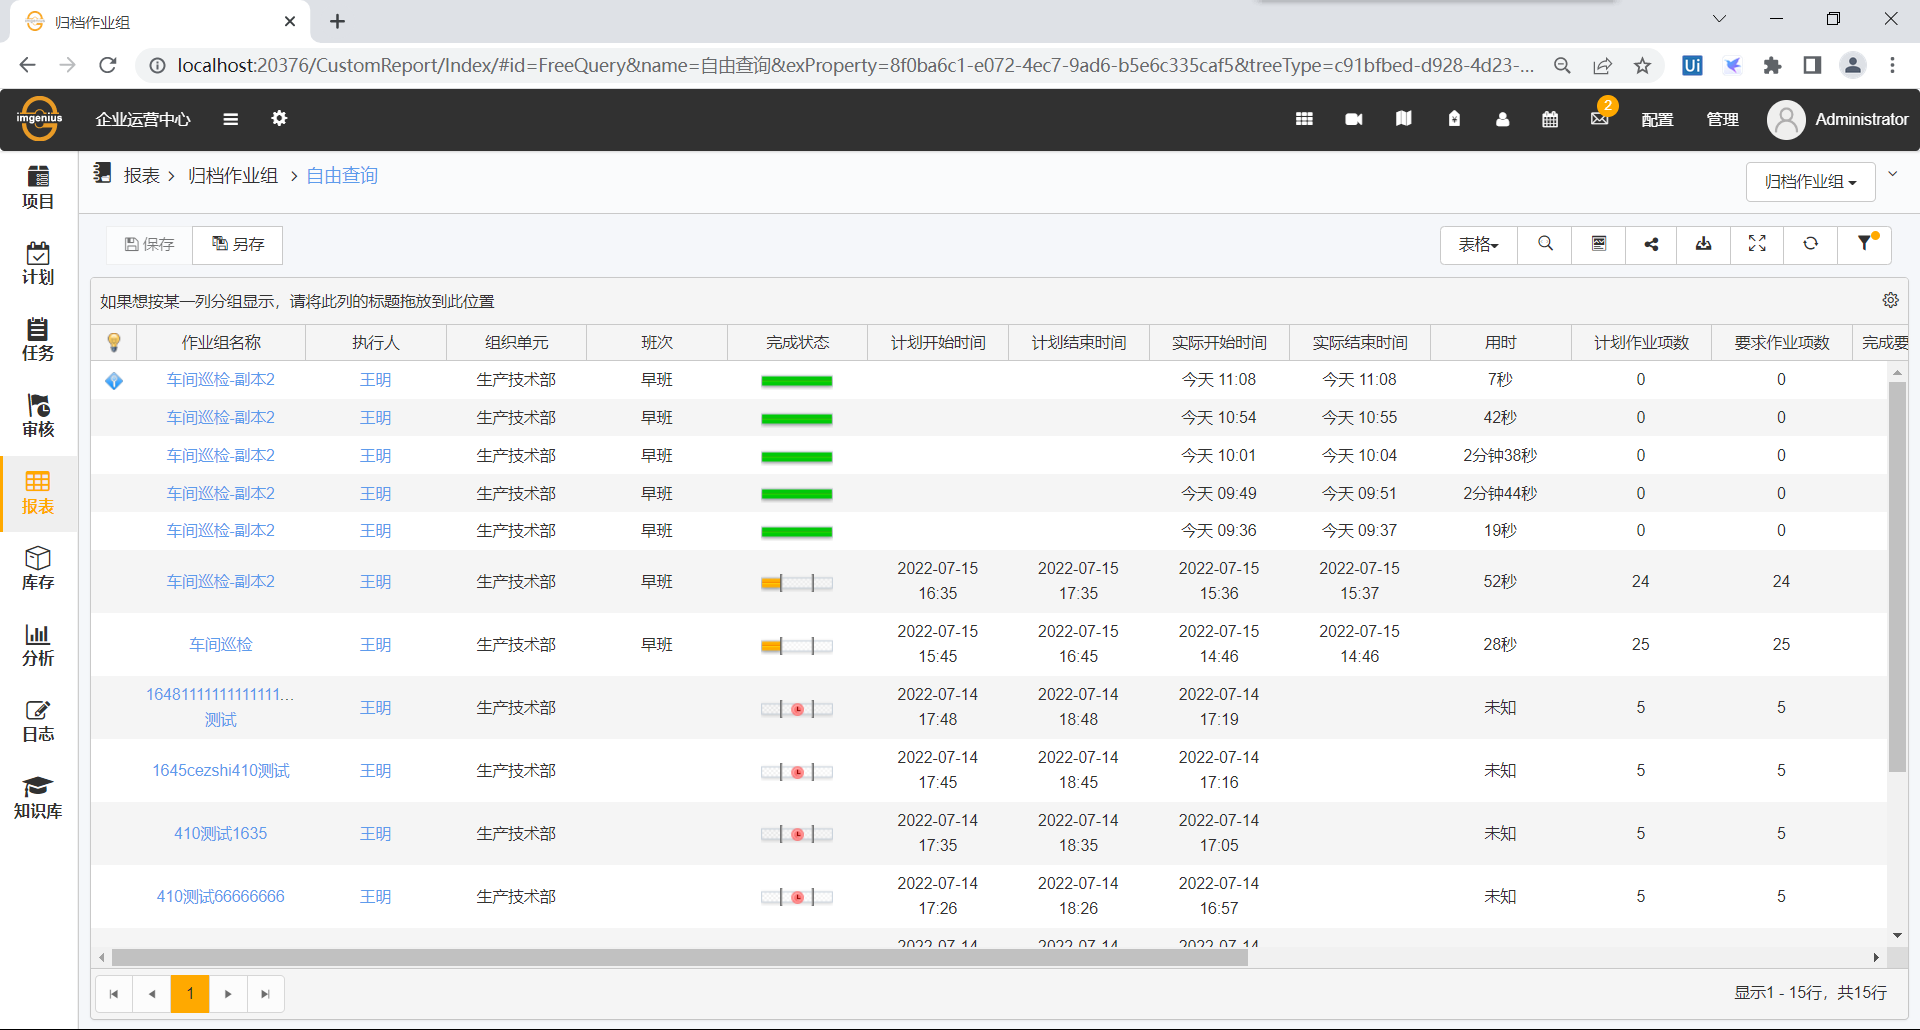 归档作业组
localhost:20376/CustomReport/Index/#id=FreeQuery&name=自由查询&exProperty=8f0ba6c1-e072-4ec7-9ad6-b5e6c335caf5&treeType=c91bfbed-d928-4d23-...
Ui
imgenius 企业运营中心 2 配置 管理 Administrator
项目
计划
任务
审核
报表
库存
分析
日志
知识库
报表 > 归档作业组 > 自由查询 归档作业组
保存 另存 表格
如果想按某一列分组显示，请将此列的标题拖放到此位置
作业组名称 执行人 组织单元 班次 完成状态 计划开始时间 计划结束时间 实际开始时间 实际结束时间 用时 计划作业项数 要求作业项数 完成要
车间巡检-副本2 王明 生产技术部 早班 今天 11:08 今天 11:08 7秒 0 0
车间巡检-副本2 王明 生产技术部 早班 今天 10:54 今天 10:55 42秒 0 0
车间巡检-副本2 王明 生产技术部 早班 今天 10:01 今天 10:04 2分钟38秒 0 0
车间巡检-副本2 王明 生产技术部 早班 今天 09:49 今天 09:51 2分钟44秒 0 0
车间巡检-副本2 王明 生产技术部 早班 今天 09:36 今天 09:37 19秒 0 0
车间巡检-副本2 王明 生产技术部 早班 2022-07-15 16:35 2022-07-15 17:35 2022-07-15 15:36 2022-07-15 15:37 52秒 24 24
车间巡检 王明 生产技术部 早班 2022-07-15 15:45 2022-07-15 16:45 2022-07-15 14:46 2022-07-15 14:46 28秒 25 25
16481111111111111... 测试 王明 生产技术部 2022-07-14 17:48 2022-07-14 18:48 2022-07-14 17:19 未知 5 5
1645cezshi410测试 王明 生产技术部 2022-07-14 17:45 2022-07-14 18:45 2022-07-14 17:16 未知 5 5
410测试1635 王明 生产技术部 2022-07-14 17:35 2022-07-14 18:35 2022-07-14 17:05 未知 5 5
410测试66666666 王明 生产技术部 2022-07-14 17:26 2022-07-14 18:26 2022-07-14 16:57 未知 5 5
2022-07-14 2022-07-14 2022-07-14
1 显示1 - 15行，共15行